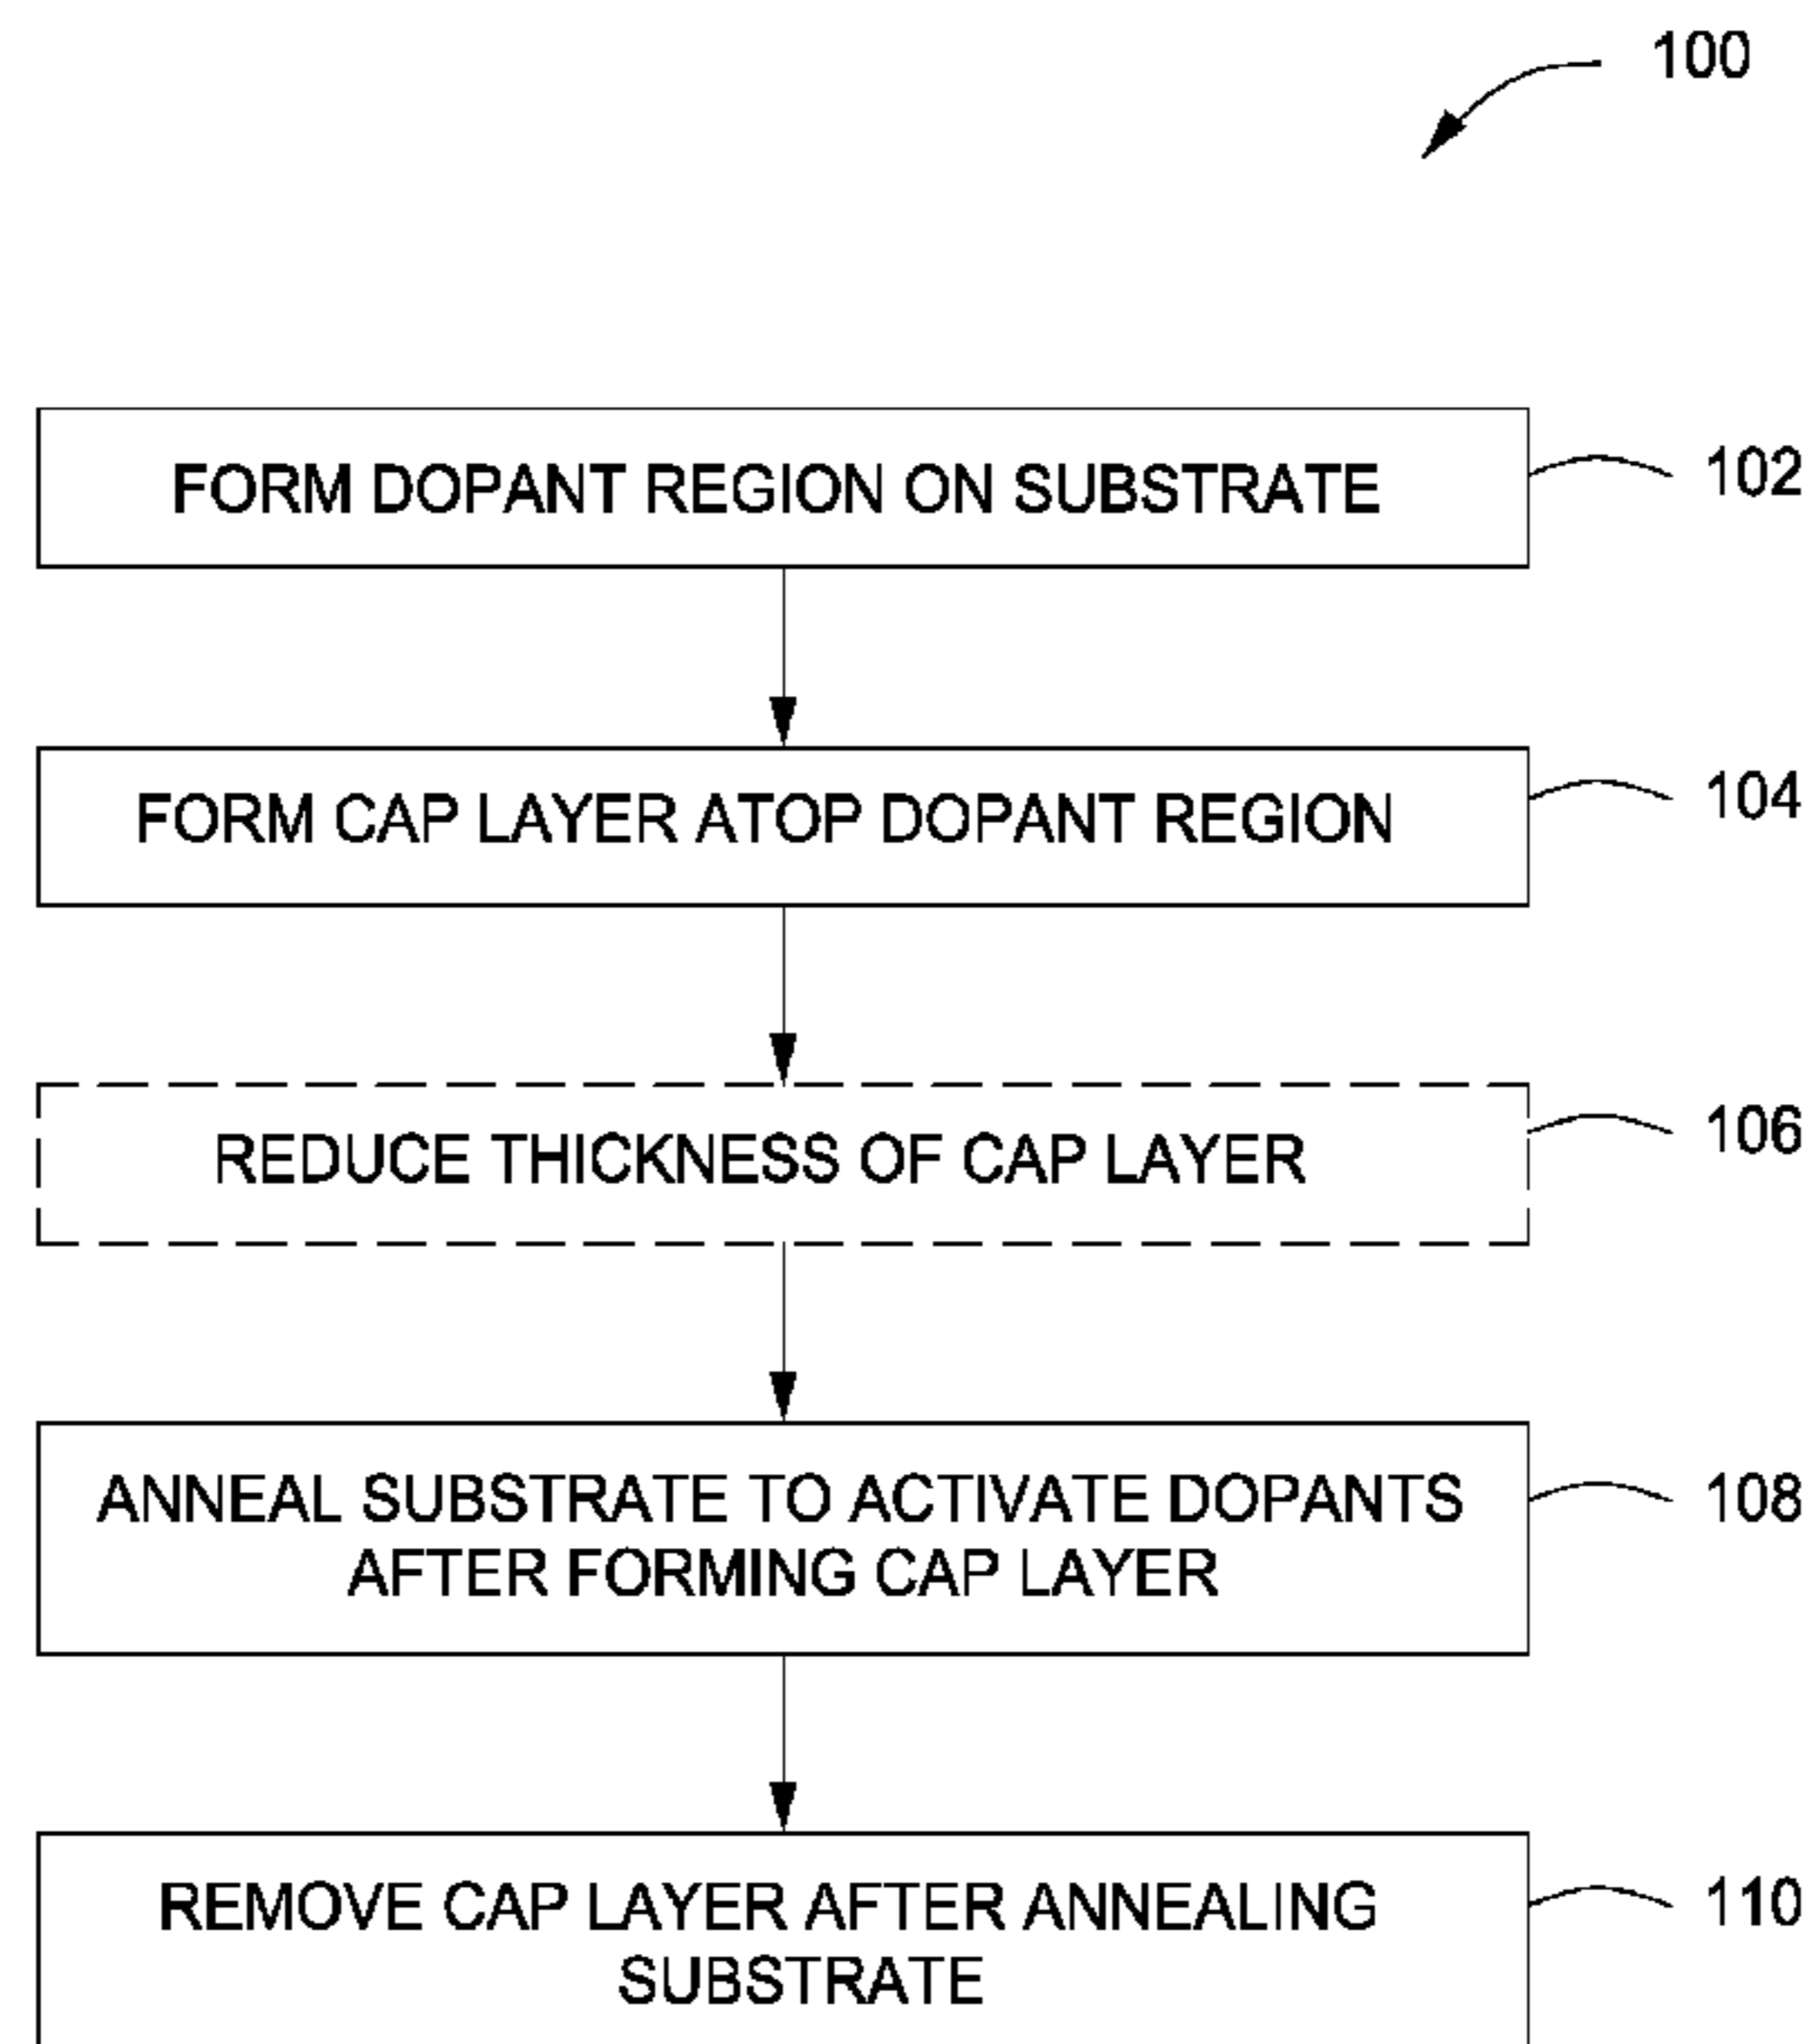 100
FORM DOPANT REGION ON SUBSTRATE
102
FORM CAP LAYER ATOP DOPANT REGION
104
REDUCE THICKNESS OF CAP LAYER
106
ANNEAL SUBSTRATE TO ACTIVATE DOPANTS
AFTER FORMING CAP LAYER
108
REMOVE CAP LAYER AFTER ANNEALING
SUBSTRATE
110